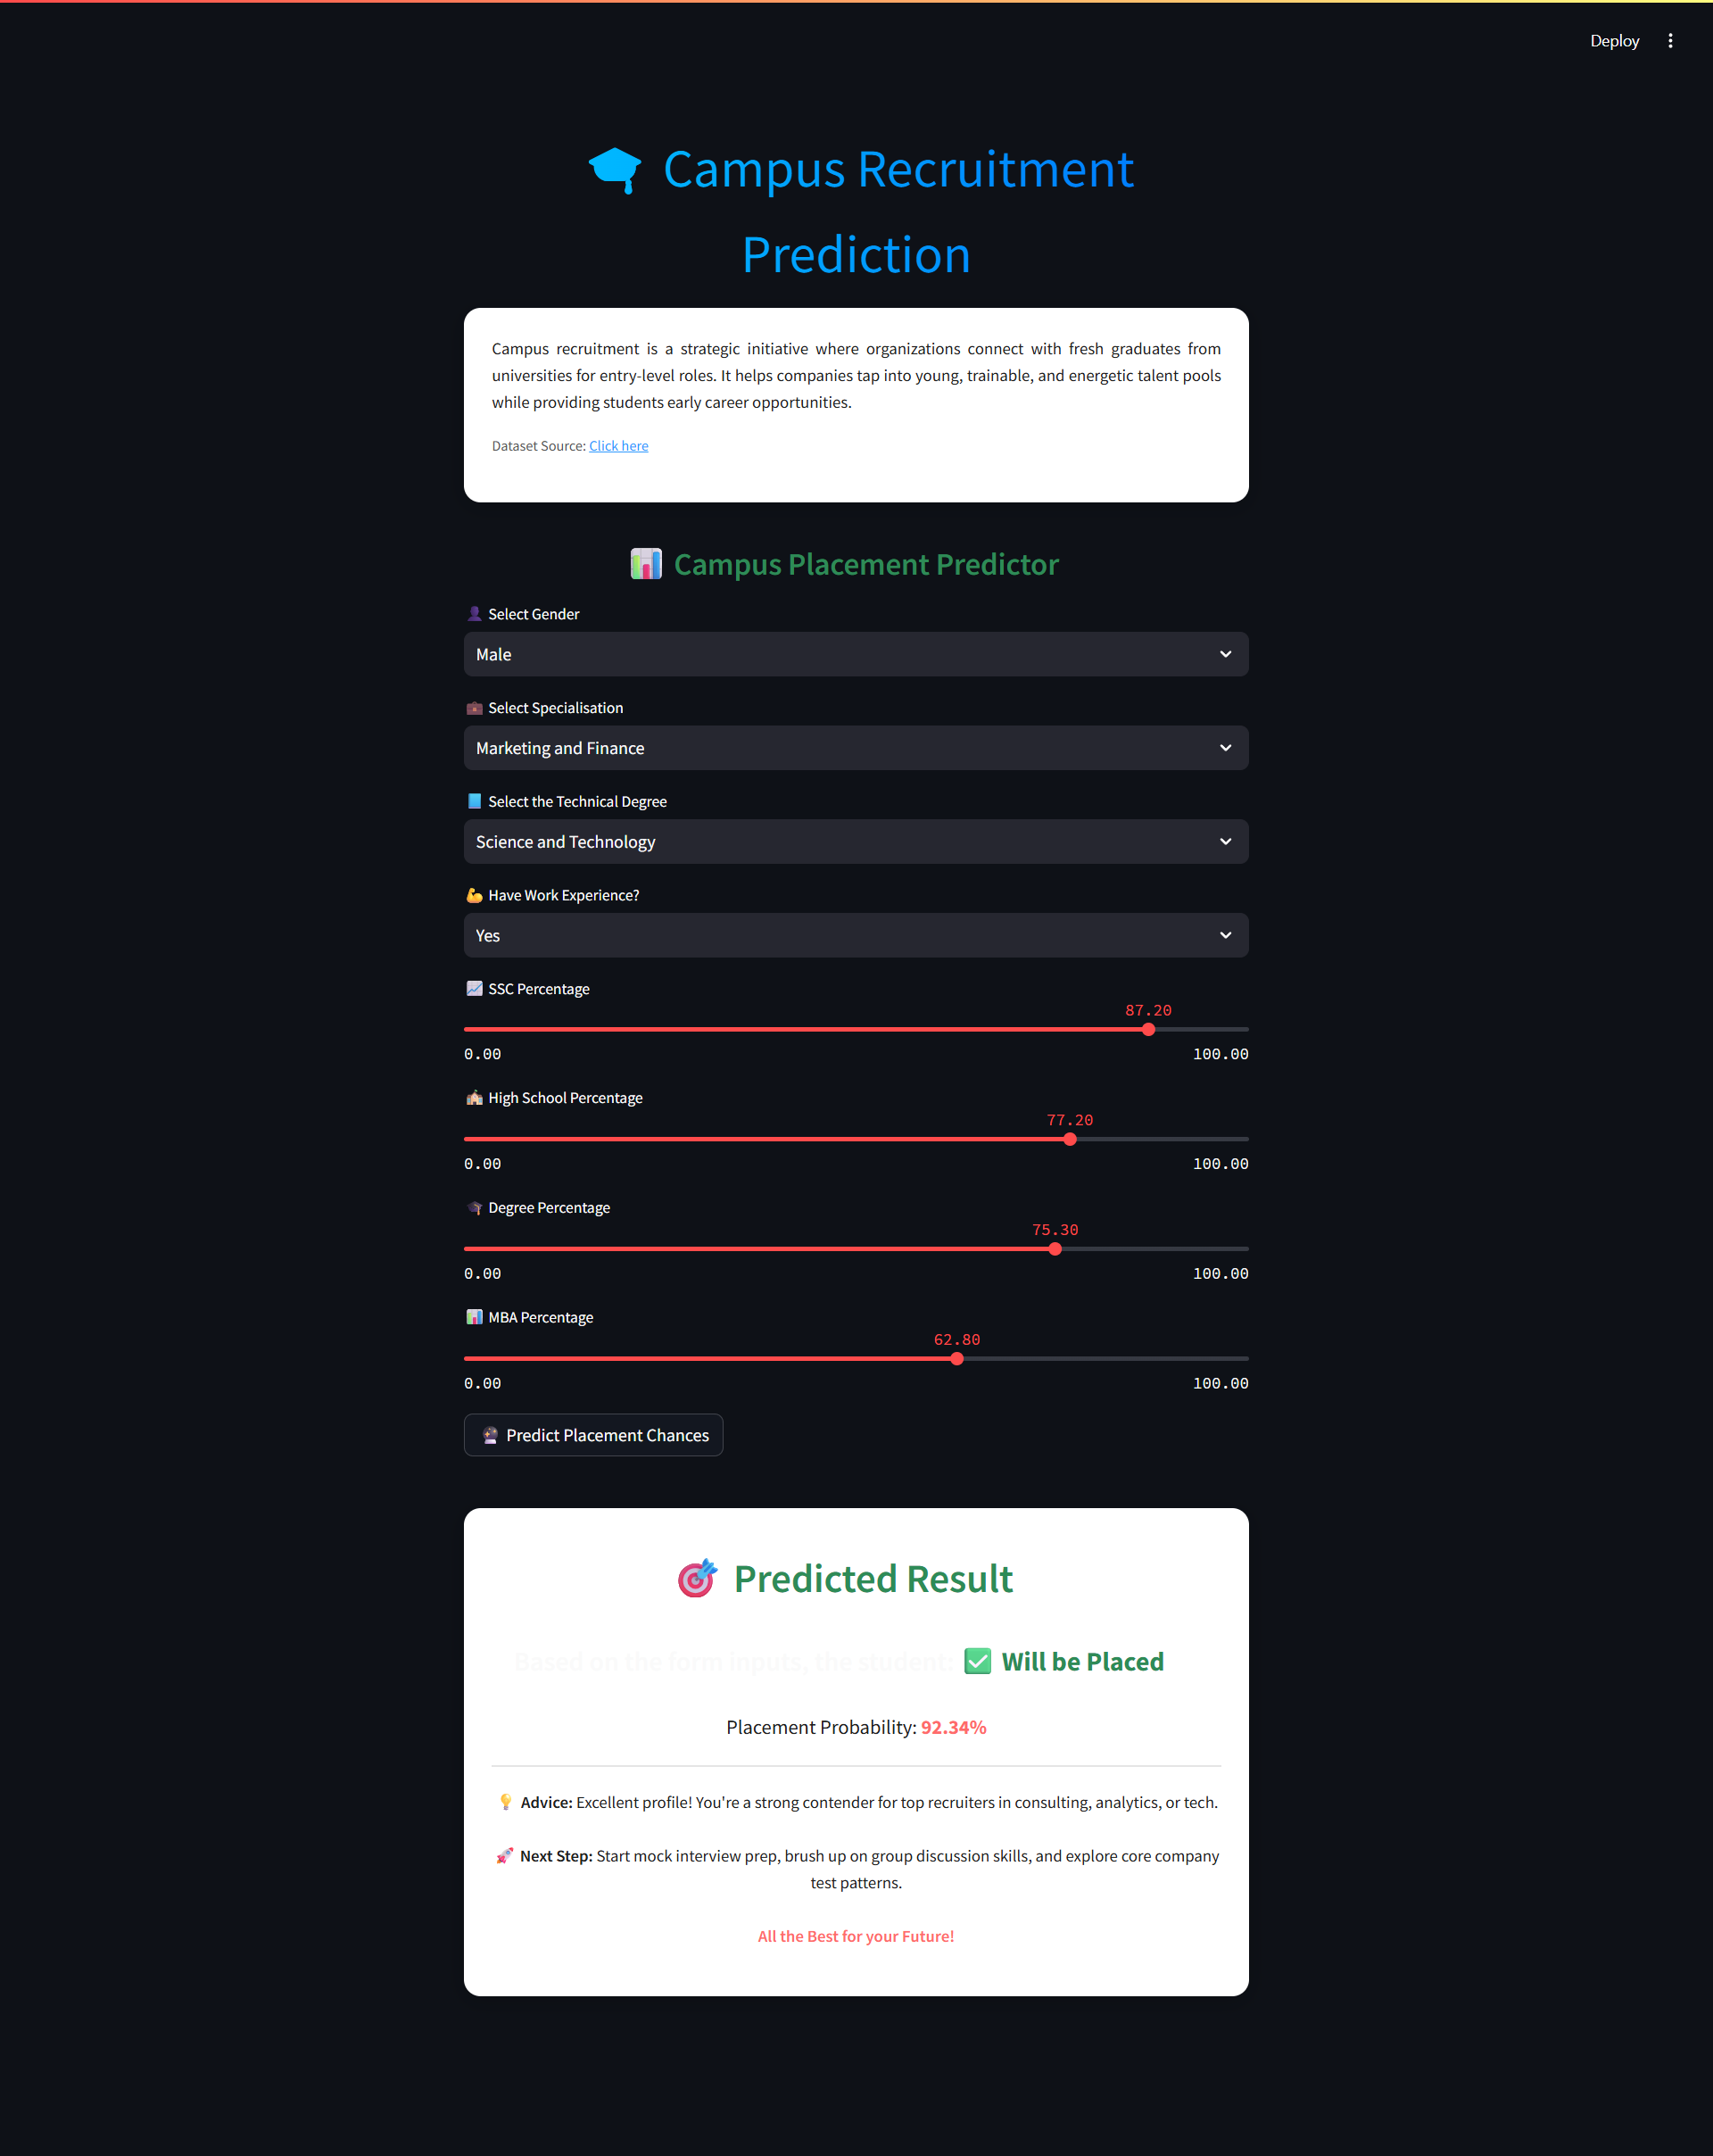 Deploy
Campus Recruitment
Prediction
Campus recruitment is a strategic initiative where organizations connect with fresh graduates from
universities for entry-level roles. It helps companies tap into young, trainable, and energetic talent pools
while providing students early career opportunities.
Dataset Source: Click here
Campus Placement Predictor
Select Gender
Male
Select Specialisation
Marketing and Finance
Select the Technical Degree
Science and Technology
Have Work Experience?
Yes
SSC Percentage
87.20
0.00 100.00
High School Percentage
77.20
0.00 100.00
Degree Percentage
75.30
0.00 100.00
MBA Percentage
62.80
0.00 100.00
Predict Placement Chances
Predicted Result
Based on the form inputs, the student: ✅ Will be Placed
Placement Probability: 92.34%
Advice: Excellent profile! You're a strong contender for top recruiters in consulting, analytics, or tech.
Next Step: Start mock interview prep, brush up on group discussion skills, and explore core company
test patterns.
All the Best for your Future!